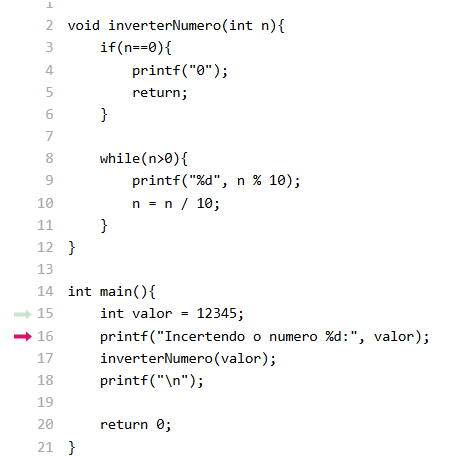 1
2 void inverterNumero(int n){
3     if(n==0){
4         printf("0");
5         return;
6     }
7
8     while(n>0){
9         printf("%d", n % 10);
10         n = n / 10;
11     }
12 }
13
14 int main(){
15     int valor = 12345;
16     printf("Incertendo o numero %d:", valor);
17     inverterNumero(valor);
18     printf("\n");
19
20     return 0;
21 }